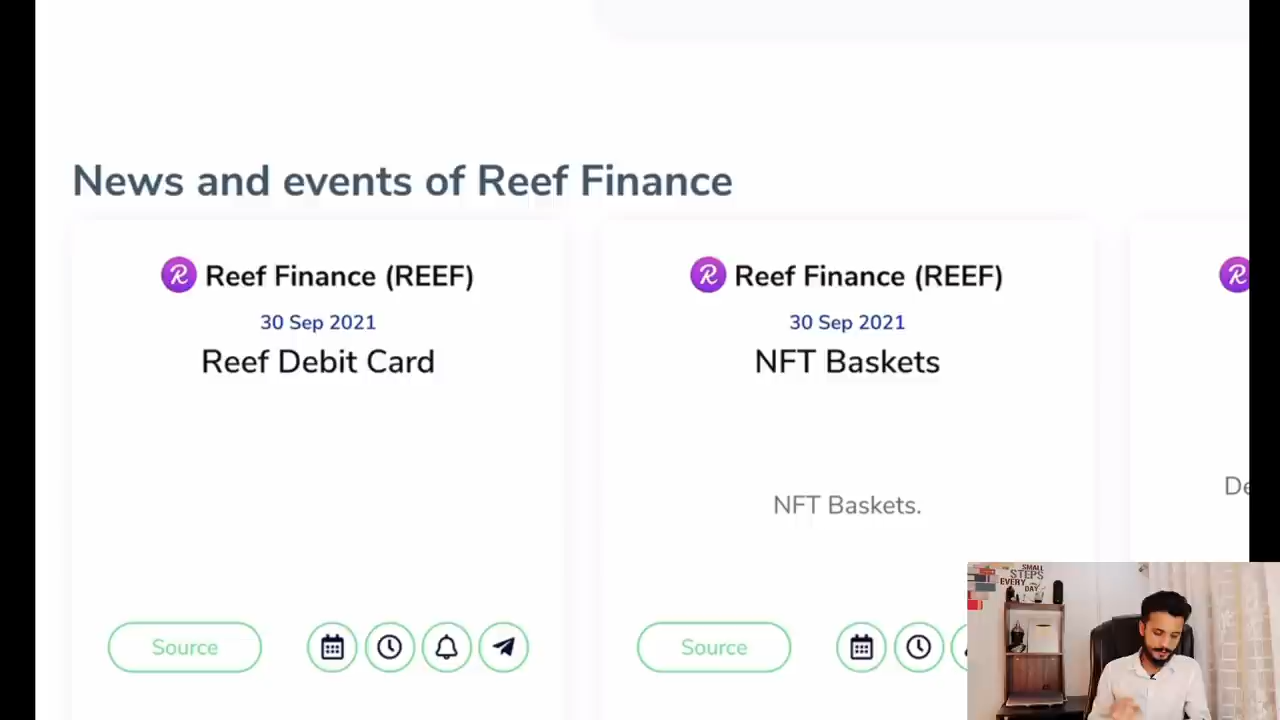 News and events of Reef Finance
Reef Finance (REEF)
30 Sep 2021
Reef Debit Card
Source
Reef Finance (REEF)
30 Sep 2021
NFT Baskets
NFT Baskets.
Source
SMALL
STEPS
EVERY
DAY